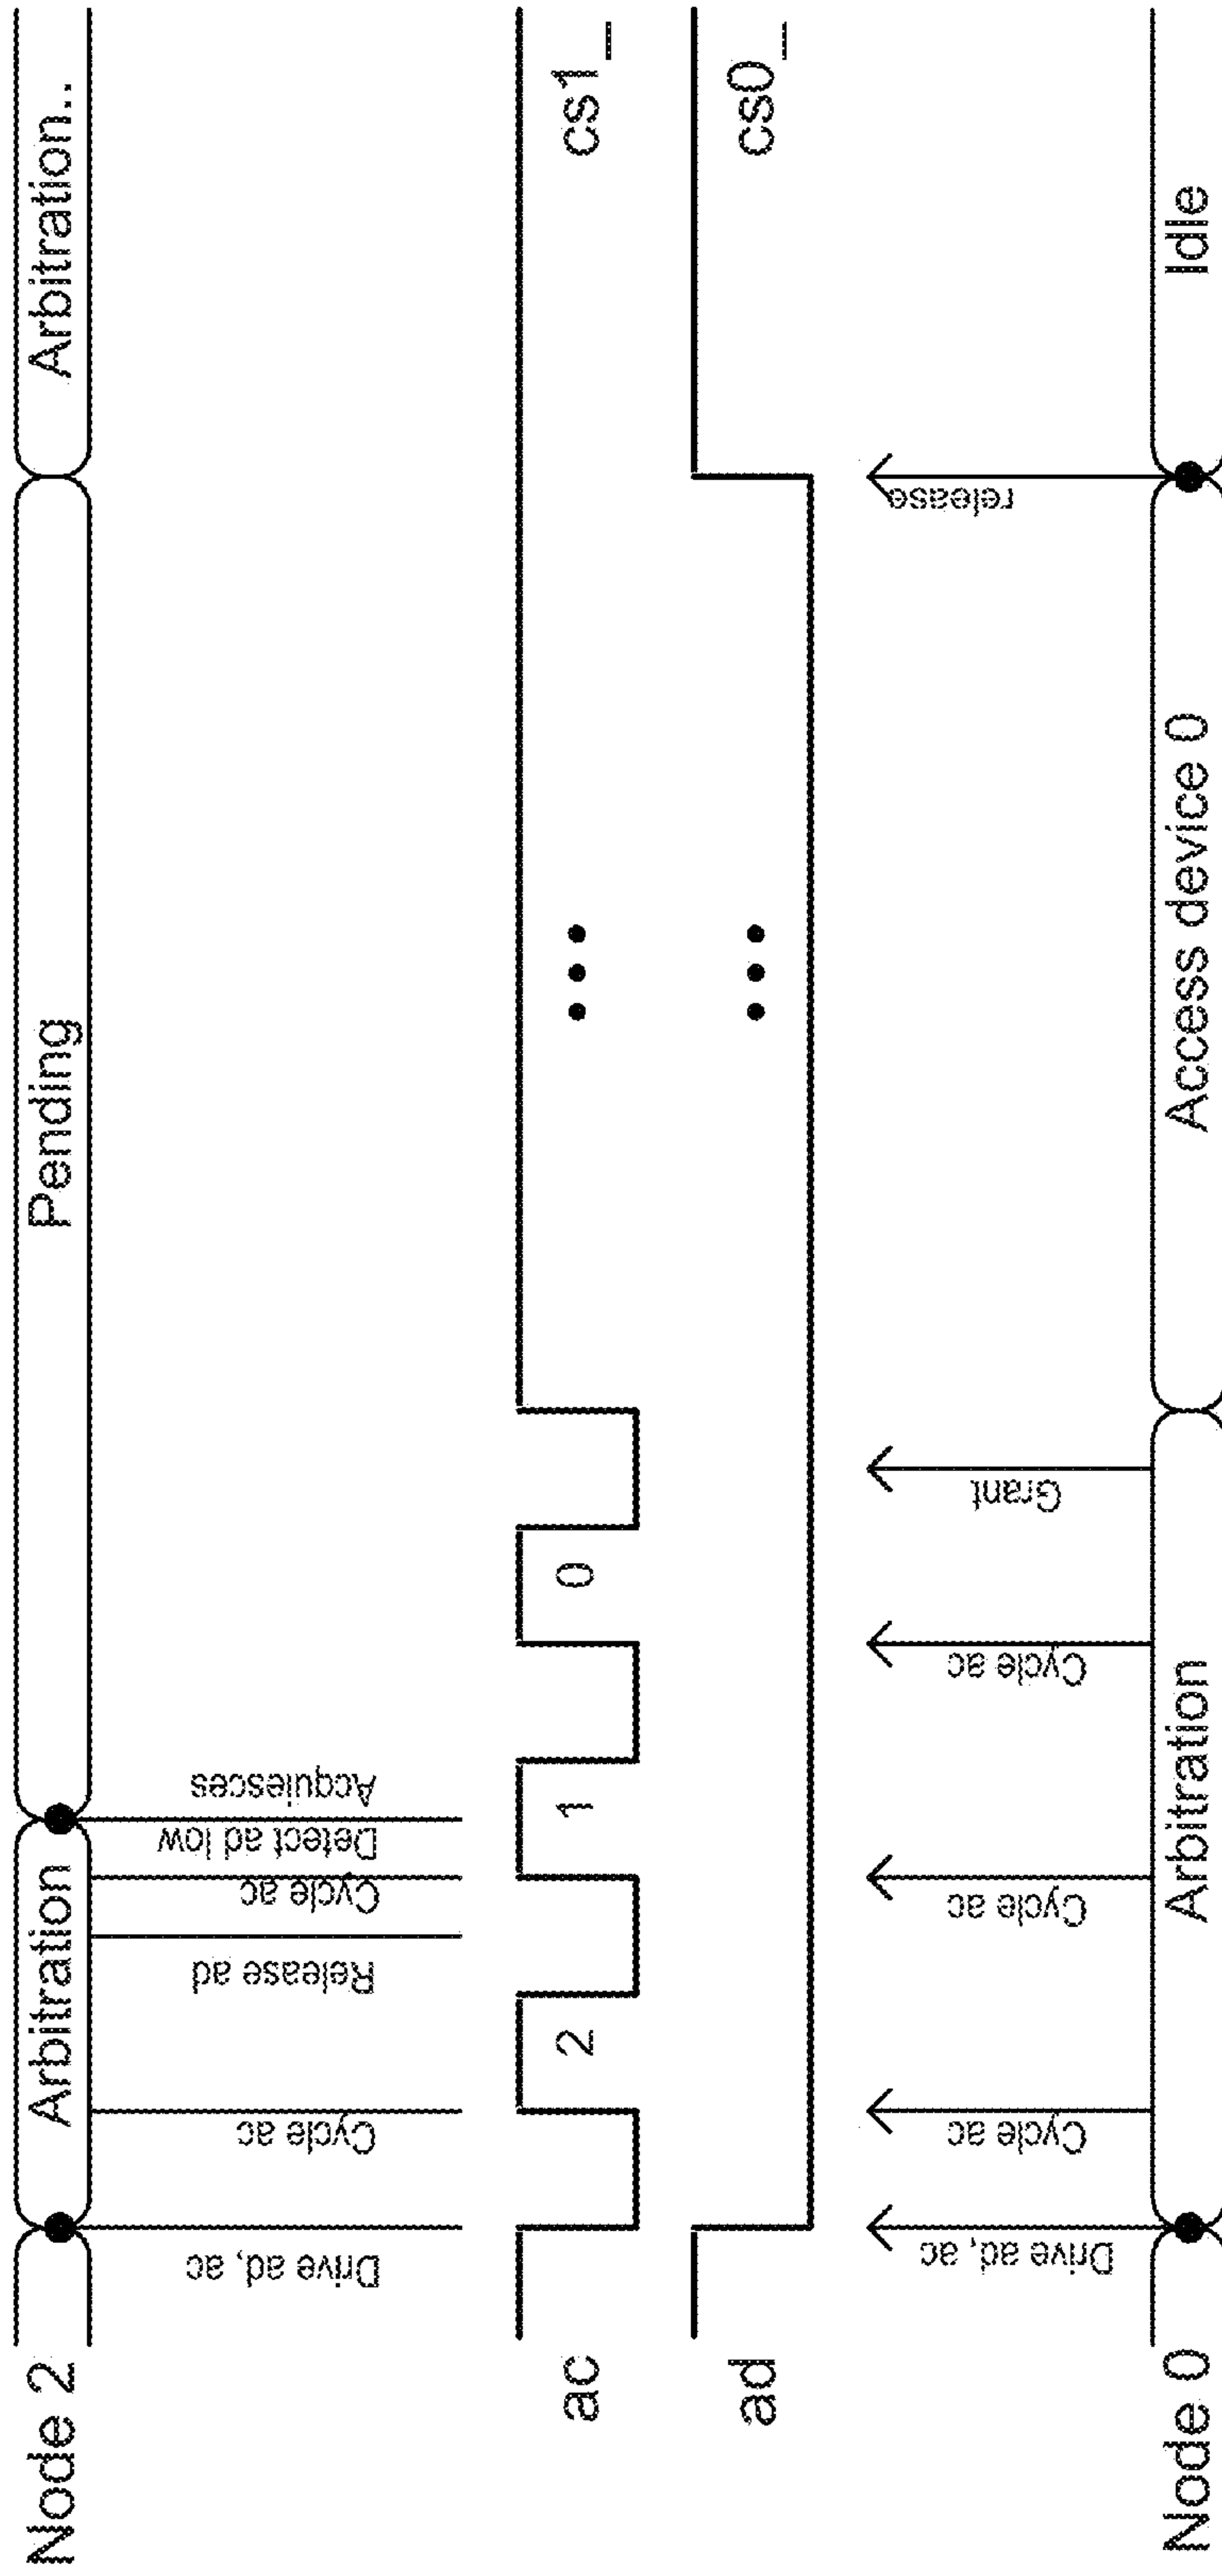 Node 2
Arbitration
Pending
Arbitration..
Drive ad, ac
Cycle ac
Release ad
Cycle ac
Detect ad low
Acquiesces
ac
2
1
0
cs1_
ad
cs0_
Drive ad, ac
Cycle ac
Cycle ac
Cycle ac
Grant
release
Node 0
Arbitration
Access device 0
Idle